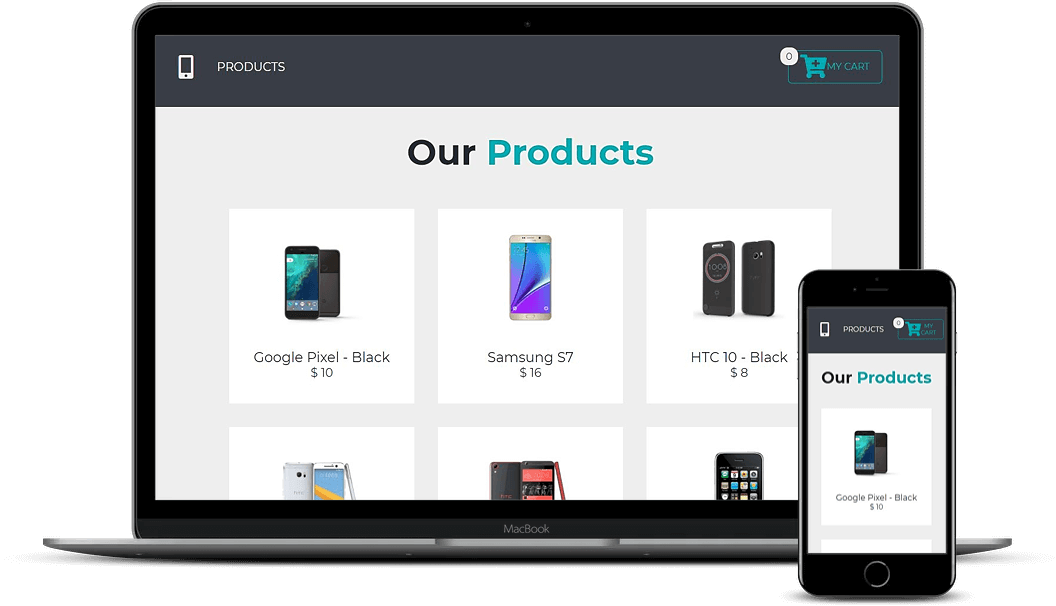 PRODUCTS
0
MY CART
Our Products
Google Pixel - Black
$ 10
Samsung S7
$ 16
HTC 10 - Black
$ 8
MacBook
PRODUCTS
0
MY
CART
Our Products
Google Pixel - Black
$ 10